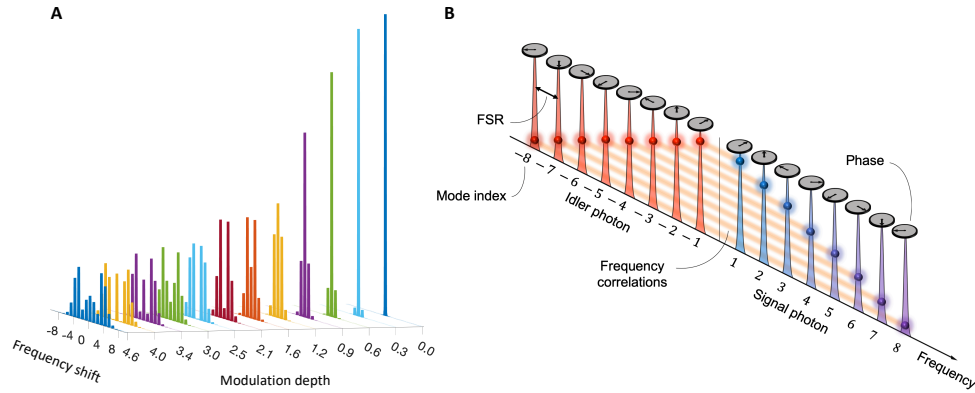 A
-8 -4 0 4 8
4.6 4.0 3.4 3.0 2.5 2.1 1.6 1.2 0.9 0.6 0.3 0.0
Frequency shift
Modulation depth
B
FSR
Mode index
−8 −7 −6 −5 −4 −3 −2 −1
Idler photon
Frequency
correlations
Phase
1 2 3 4 5 6 7 8
Signal photon
Frequency